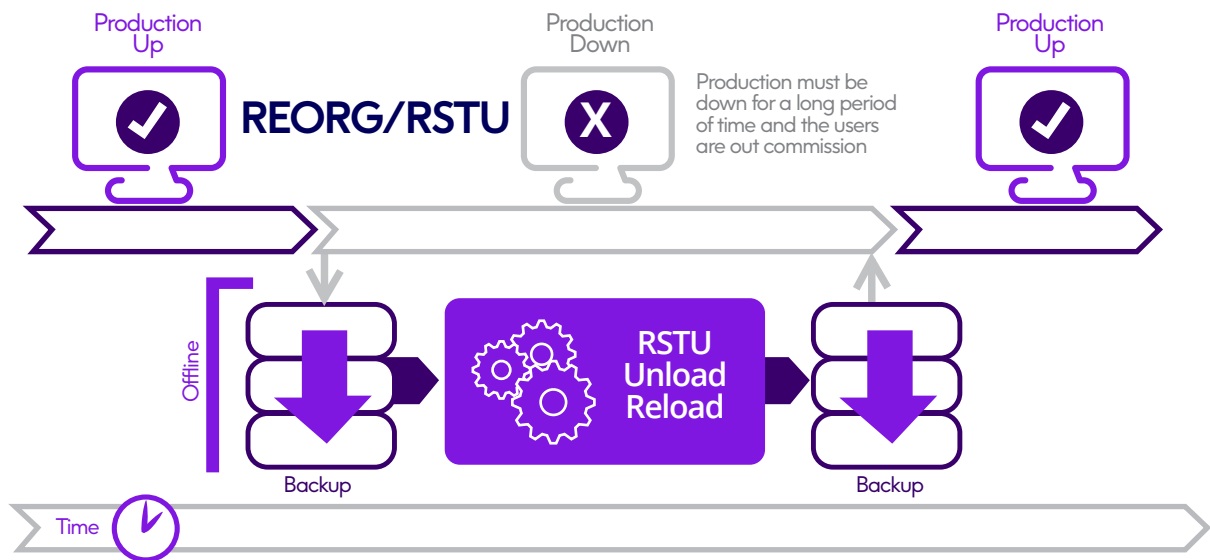 Production
Up
REORG/RSTU
Production
Down
X
Production must be
down for a long period
of time and the users
are out commission
Production
Up
Offline
RSTU
Unload
Reload
Backup
Backup
Time